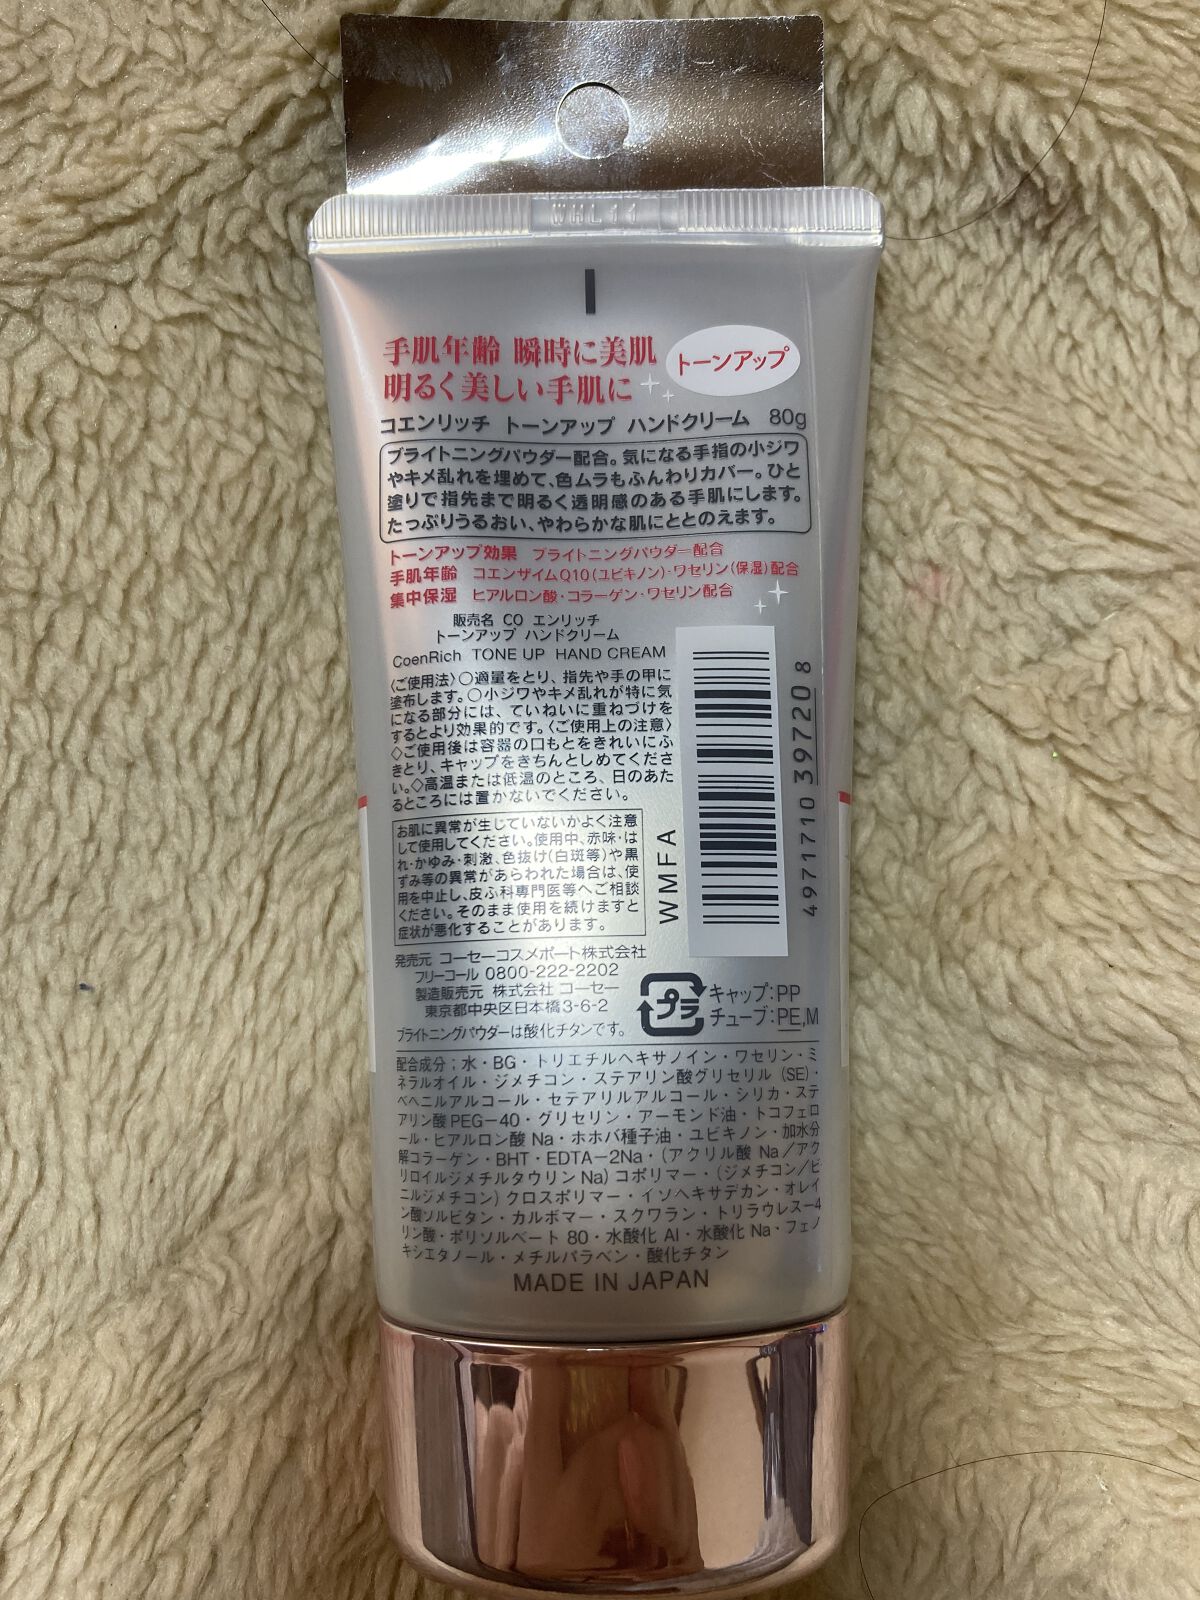 WHL11
手肌年齢 瞬時に美肌
明るく美しい手肌に
トーンアップ
コエンリッチ トーンアップ ハンドクリーム 80g
ブライトニングパウダー配合。気になる手指の小ジワ
やキメ乱れを埋めて、色ムラもふんわりカバー。ひと
塗りで指先まで明るく透明感のある手肌にします。
たっぷりうるおい、やわらかな肌にととのえます。
トーンアップ効果 ブライトニングパウダー配合
手肌年齢 コエンザイムQ10(ユビキノン)・ワセリン(保湿)配合
集中保湿 ヒアルロン酸・コラーゲン・ワセリン配合
販売名 CO エンリッチ
トーンアップ ハンドクリーム
CoenRich TONE UP HAND CREAM
〈ご使用法〉○適量をとり、指先や手の甲に
塗布します。○小ジワやキメ乱れが特に気
になる部分には、ていねいに重ねづけを
するとより効果的です。〈ご使用上の注意〉
◇ご使用後は容器の口もとをきれいにふ
きとり、キャップをきちんとしめてくださ
い。◇高温または低温のところ、日のあた
るところには置かないでください。
お肌に異常が生じていないかよく注意
して使用してください。使用中、赤味・は
れ・かゆみ・刺激、色抜け(白斑等)や黒
ずみ等の異常があらわれた場合は、使
用を中止し、皮ふ科専門医等へご相談
ください。そのまま使用を続けますと
症状が悪化することがあります。
WMFA
4971710 397208
発売元 コーセーコスメポート株式会社
フリーコール 0800-222-2202
製造販売元 株式会社 コーセー
東京都中央区日本橋3-6-2
ブライトニングパウダーは酸化チタンです。
プラ
キャップ:PP
チューブ:PE,M
配合成分;水・BG・トリエチルヘキサノイン・ワセリン・ミ
ネラルオイル・ジメチコン・ステアリン酸グリセリル(SE)・
ベヘニルアルコール・セテアリルアルコール・シリカ・ステ
アリン酸PEG-40・グリセリン・アーモンド油・トコフェロ
ール・ヒアルロン酸Na・ホホバ種子油・ユビキノン・加水分
解コラーゲン・BHT・EDTA-2Na・(アクリル酸Na/アク
リロイルジメチルタウリンNa)コポリマー・(ジメチコン/ビ
ニルジメチコン)クロスポリマー・イソヘキサデカン・オレイ
ン酸ソルビタン・カルボマー・スクワラン・トリラウレス-4
リン酸・ポリソルベート80・水酸化Al・水酸化Na・フェノ
キシエタノール・メチルパラベン・酸化チタン
MADE IN JAPAN